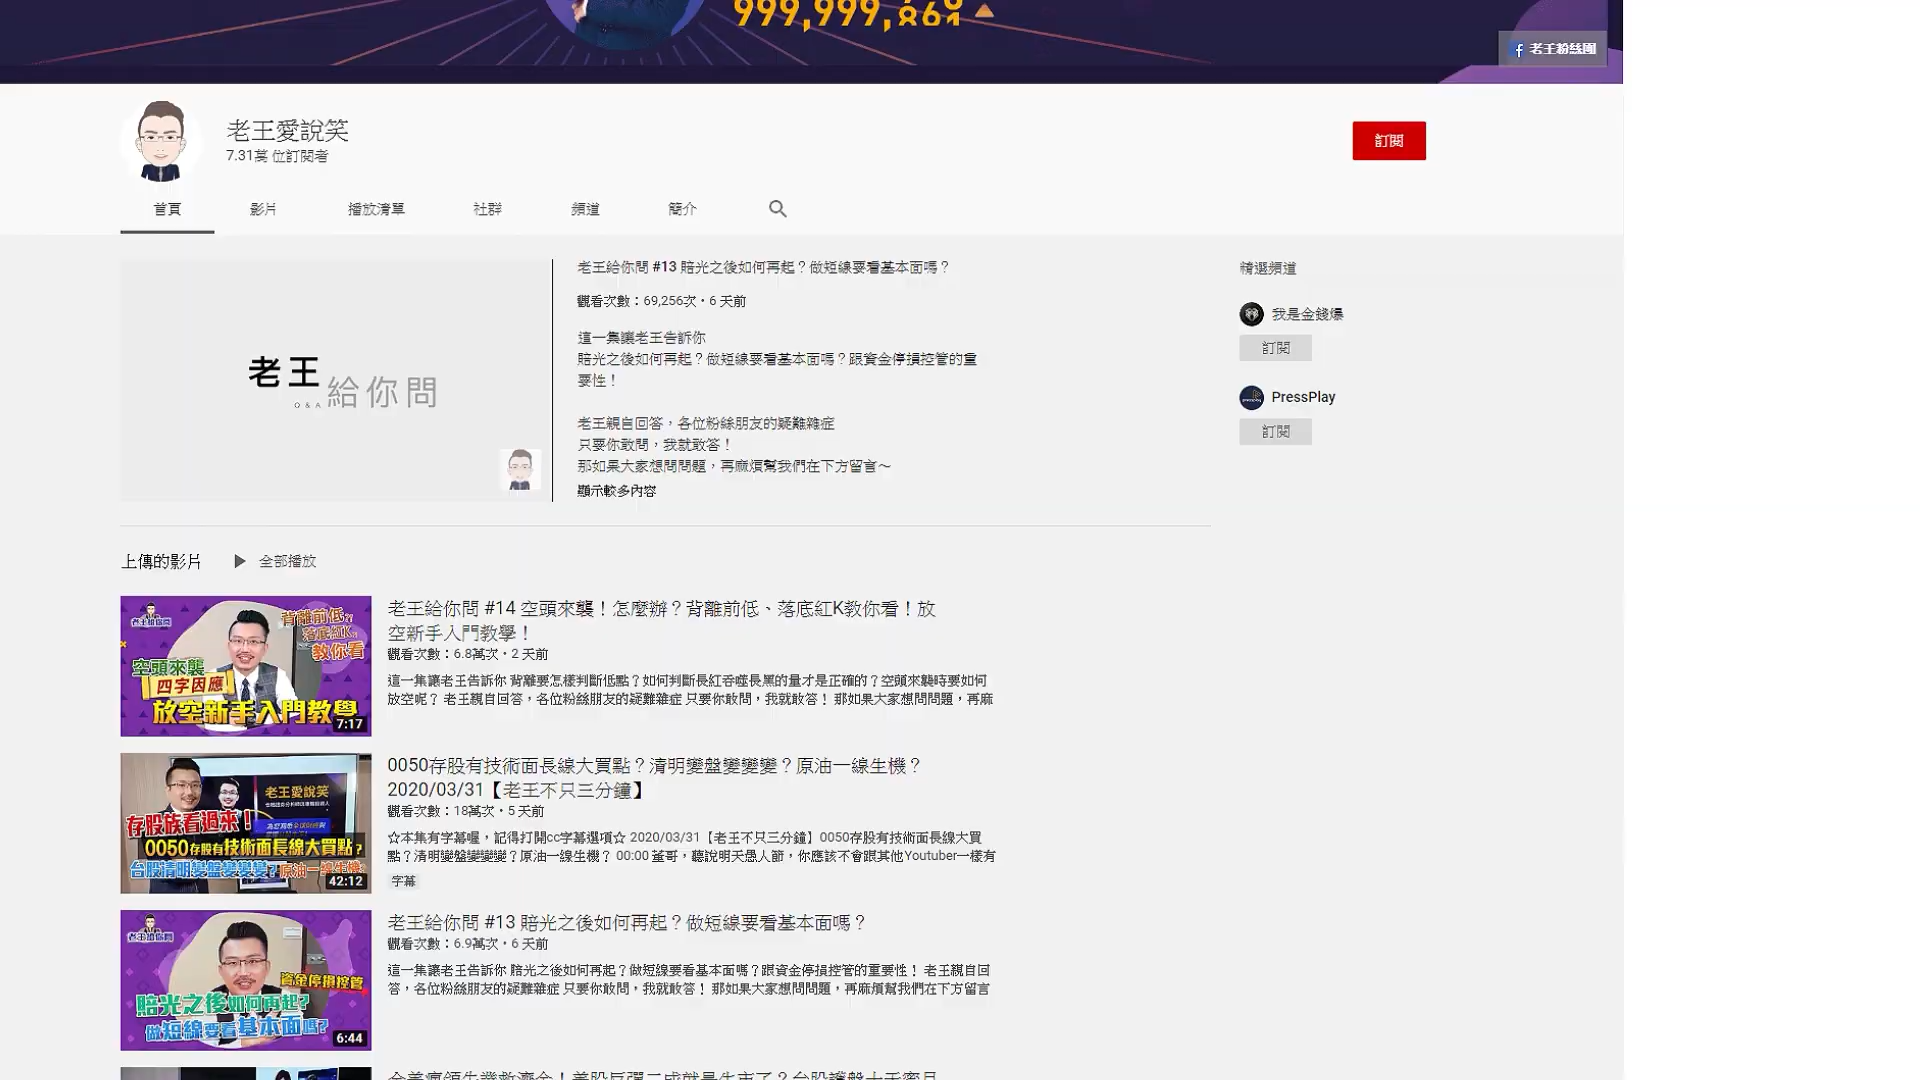 老王粉絲團
老王愛說笑
7.31萬 位訂閱者
訂閱
首頁
影片
播放清單
社群
頻道
簡介
老王
Q & A 給你問
老王給你問 #13 賠光之後如何再起？做短線要看基本面嗎？
觀看次數：69,256次 • 6 天前
這一集讓老王告訴你
賠光之後如何再起？做短線要看基本面嗎？跟資金停損控管的重
要性！
老王親自回答，各位粉絲朋友的疑難雜症
只要你敢問，我就敢答！
那如果大家想問問題，再麻煩幫我們在下方留言～
顯示較多內容
精選頻道
我是金錢爆
訂閱
PressPlay
訂閱
上傳的影片
全部播放
背離前低
落底紅K
教你看
空頭來襲
四字因應
放空新手入門教學
7:17
老王給你問 #14 空頭來襲！怎麼辦？背離前低、落底紅K教你看！放
空新手入門教學！
觀看次數：6.8萬次 • 2 天前
這一集讓老王告訴你 背離要怎樣判斷低點？如何判斷長紅吞噬長黑的量才是正確的？空頭來襲時要如何
放空呢？ 老王親自回答，各位粉絲朋友的疑難雜症 只要你敢問，我就敢答！ 那如果大家想問問題，再麻
老王愛說笑
存股族看過來！
0050存股有技術面長線大買點？
台股清明變盤變變變？原油一線生機？
42:12
0050存股有技術面長線大買點？清明變盤變變變？原油一線生機？
2020/03/31【老王不只三分鐘】
觀看次數：18萬次 • 5 天前
☆本集有字幕喔，記得打開cc字幕選項☆ 2020/03/31【老王不只三分鐘】0050存股有技術面長線大買
點？清明變盤變變變？原油一線生機？ 00:00 董哥，聽說明天愚人節，你應該不會跟其他Youtuber一樣有
字幕
資金停損控管
賠光之後如何再起？
做短線要看基本面嗎？
6:44
老王給你問 #13 賠光之後如何再起？做短線要看基本面嗎？
觀看次數：6.9萬次 • 6 天前
這一集讓老王告訴你 賠光之後如何再起？做短線要看基本面嗎？跟資金停損控管的重要性！ 老王親自回
答，各位粉絲朋友的疑難雜症 只要你敢問，我就敢答！ 那如果大家想問問題，再麻煩幫我們在下方留言